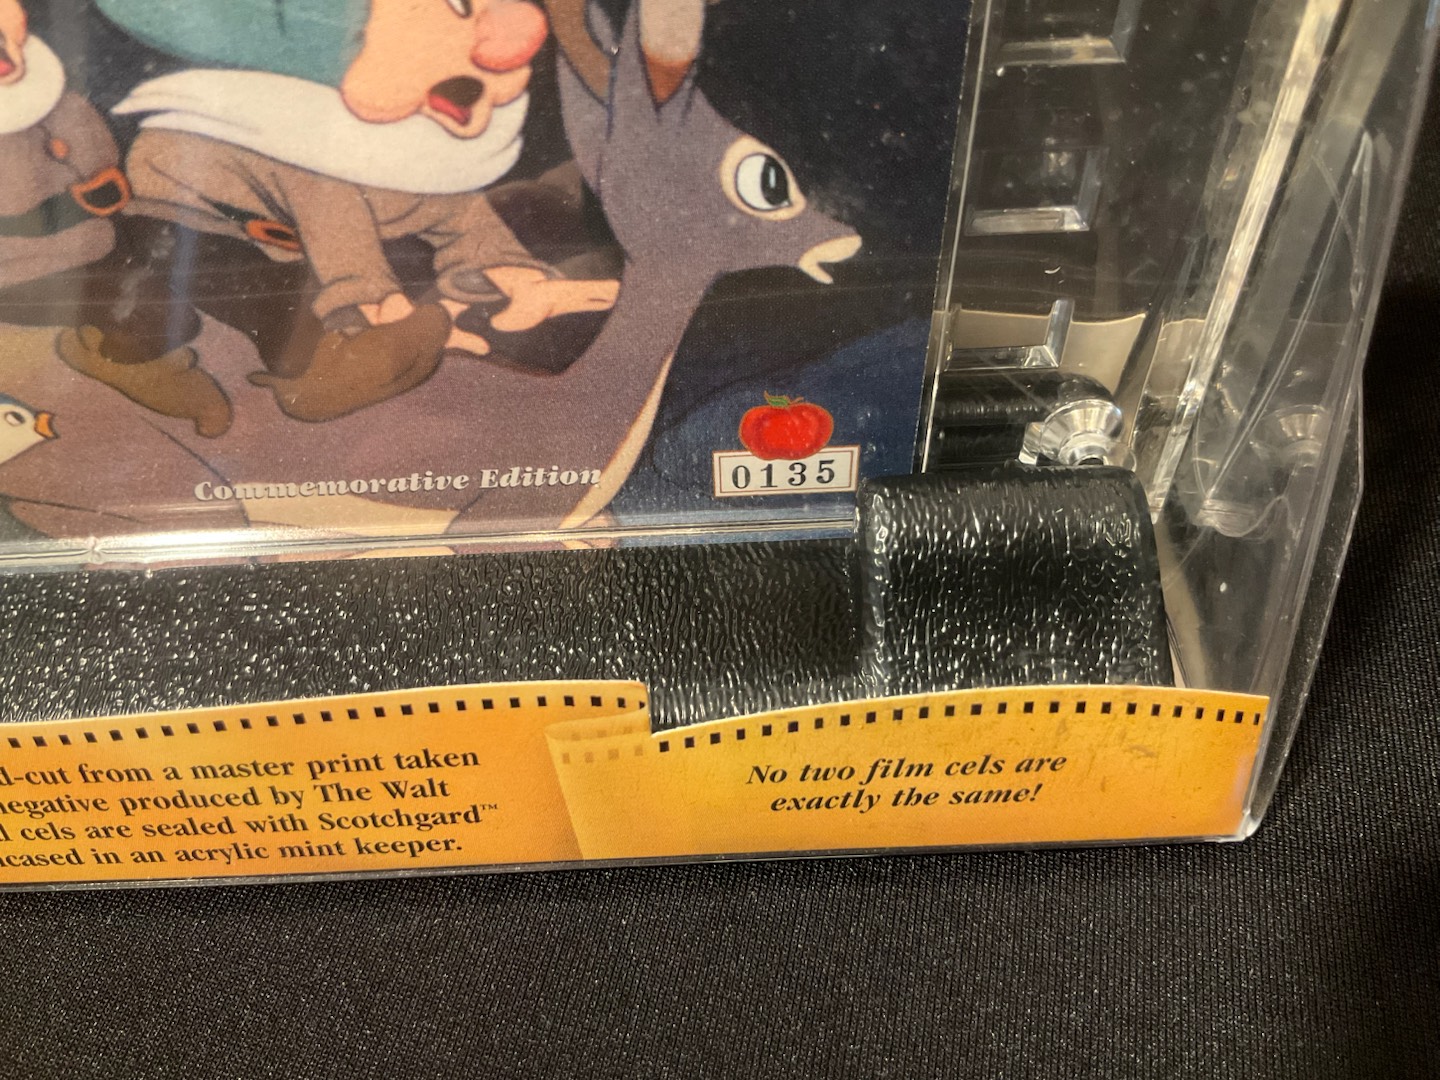 Commemorative Edition
0135
-cut from a master print taken
negative produced by The Walt
cels are sealed with Scotchgard™
in an acrylic mint keeper.
No two film cels are
exactly the same!